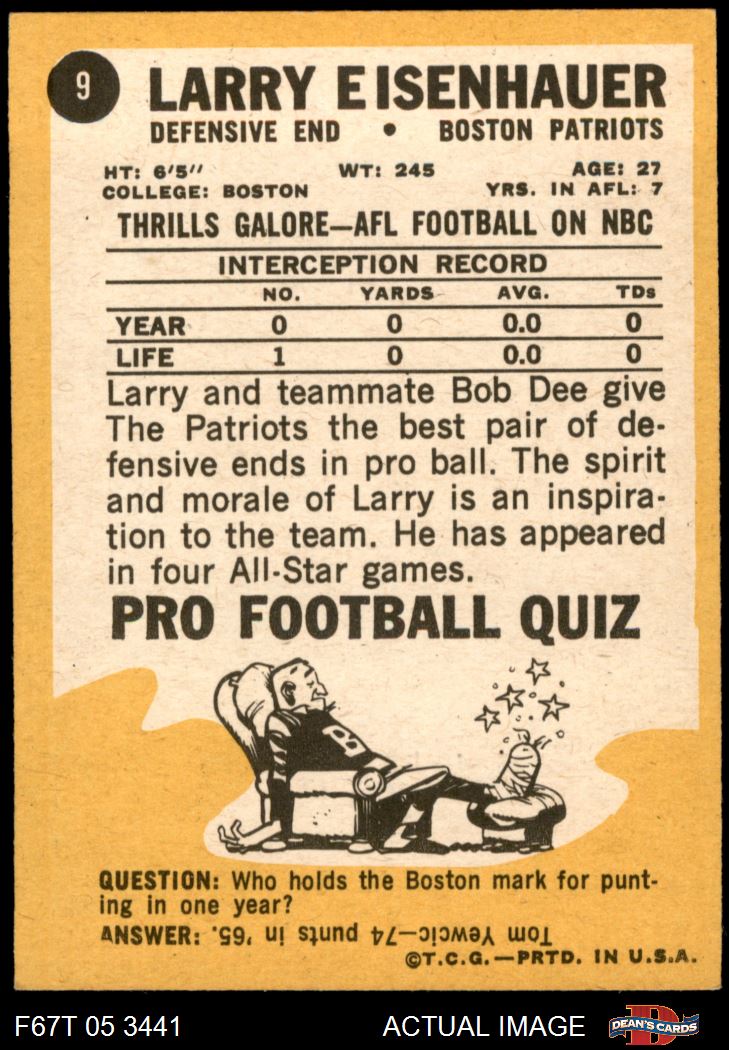 9
LARRY EISENHAUER
DEFENSIVE END • BOSTON PATRIOTS
HT: 6'5" WT: 245 AGE: 27
COLLEGE: BOSTON YRS. IN AFL: 7
THRILLS GALORE—AFL FOOTBALL ON NBC
INTERCEPTION RECORD
NO. YARDS AVG. TDs
YEAR 0 0 0.0 0
LIFE 1 0 0.0 0
Larry and teammate Bob Dee give
The Patriots the best pair of de-
fensive ends in pro ball. The spirit
and morale of Larry is an inspira-
tion to the team. He has appeared
in four All-Star games.
PRO FOOTBALL QUIZ
B
QUESTION: Who holds the Boston mark for punt-
ing in one year?
ANSWER: Tom Yewcic—74 punts in '65.
©T.C.G.—PRTD. IN U.S.A.
F67T 05 3441 ACTUAL IMAGE
D
DEAN'S CARDS